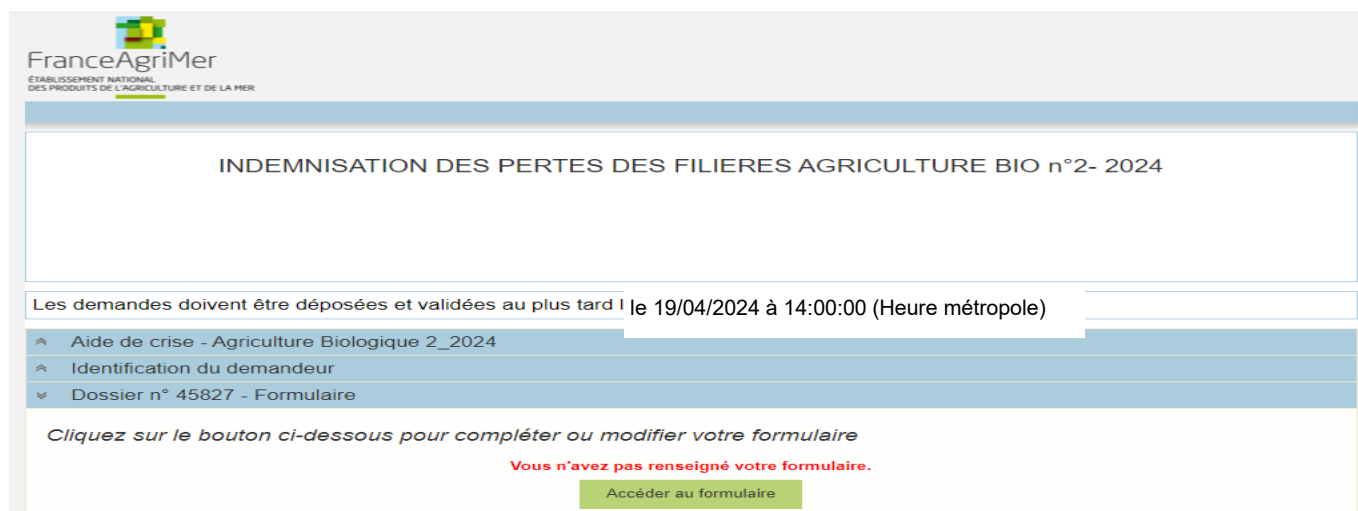 FranceAgriMer
ÉTABLISSEMENT NATIONAL
DES PRODUITS DE L'AGRICULTURE ET DE LA MER
INDEMNISATION DES PERTES DES FILIERES AGRICULTURE BIO n°2- 2024
Les demandes doivent être déposées et validées au plus tard le 19/04/2024 à 14:00:00 (Heure métropole)
Aide de crise - Agriculture Biologique 2_2024
Identification du demandeur
Dossier n° 45827 - Formulaire
Cliquez sur le bouton ci-dessous pour compléter ou modifier votre formulaire
Vous n'avez pas renseigné votre formulaire.
Accéder au formulaire